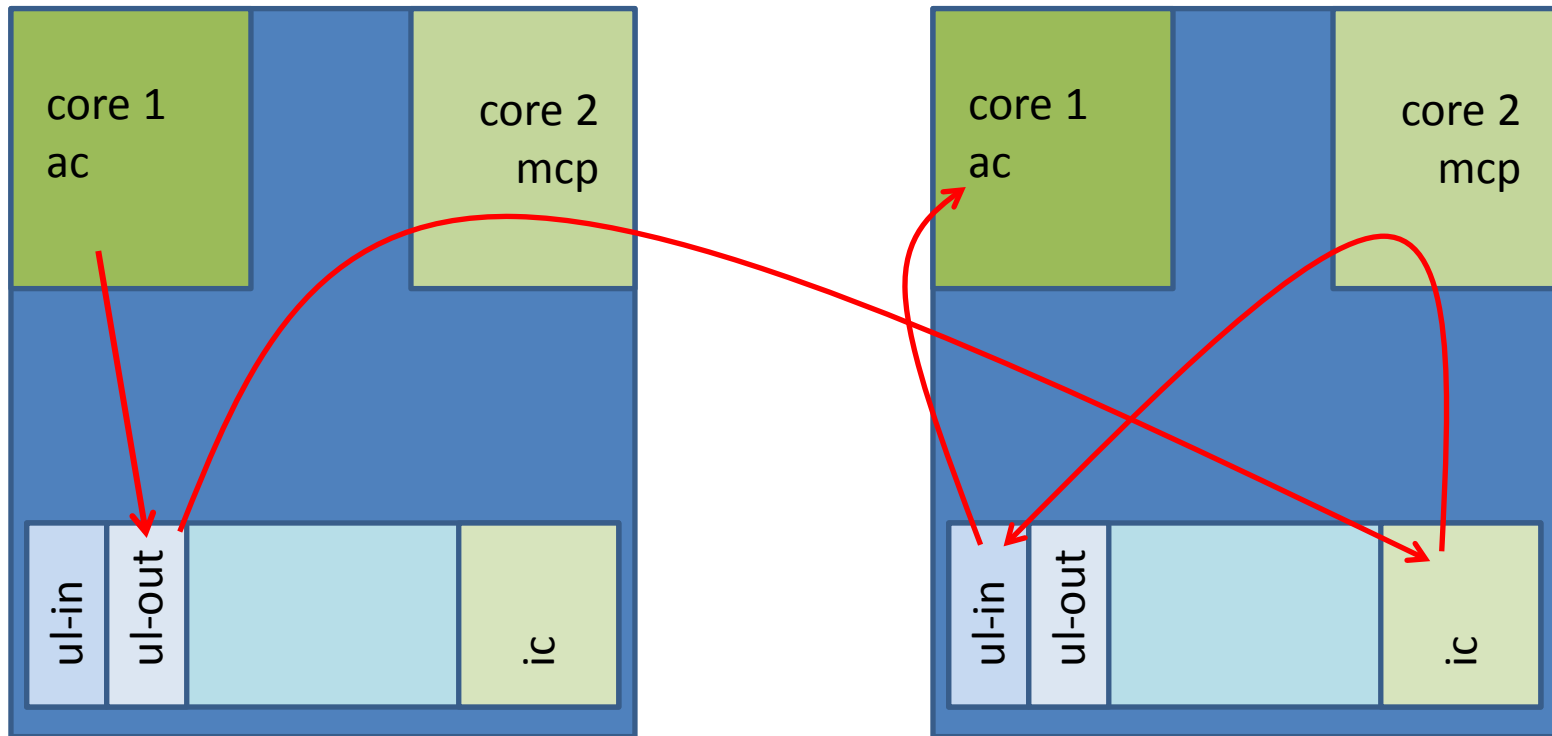 core 1
ac
core 2
mcp
ul-in
ul-out
ic
core 1
ac
core 2
mcp
ul-in
ul-out
ic